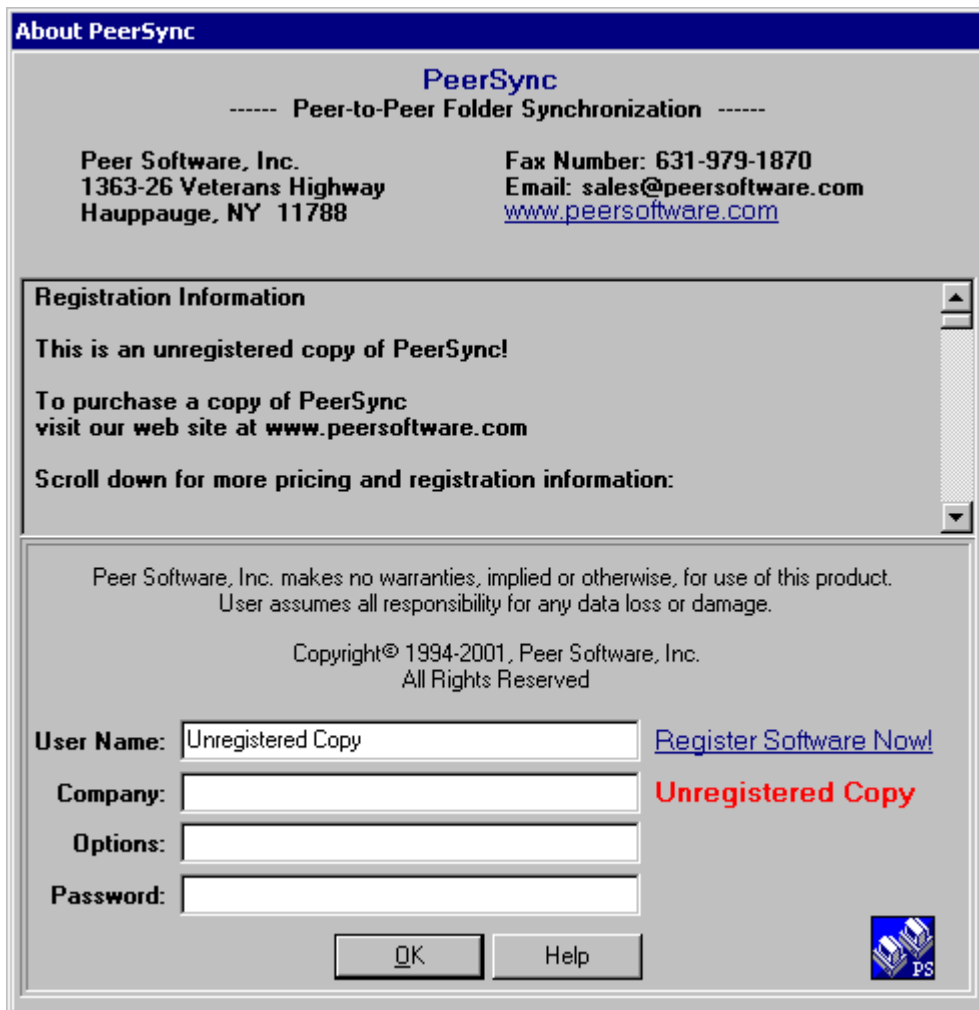 About PeerSync
PeerSync
------ Peer-to-Peer Folder Synchronization ------
Peer Software, Inc.
1363-26 Veterans Highway
Hauppauge, NY 11788
Fax Number: 631-979-1870
Email: sales@peersoftware.com
www.peersoftware.com
Registration Information
This is an unregistered copy of PeerSync!
To purchase a copy of PeerSync
visit our web site at www.peersoftware.com
Scroll down for more pricing and registration information:
Peer Software, Inc. makes no warranties, implied or otherwise, for use of this product.
User assumes all responsibility for any data loss or damage.
Copyright© 1994-2001, Peer Software, Inc.
All Rights Reserved
User Name: Unregistered Copy Register Software Now!
Company: Unregistered Copy
Options:
Password:
OK Help
PS